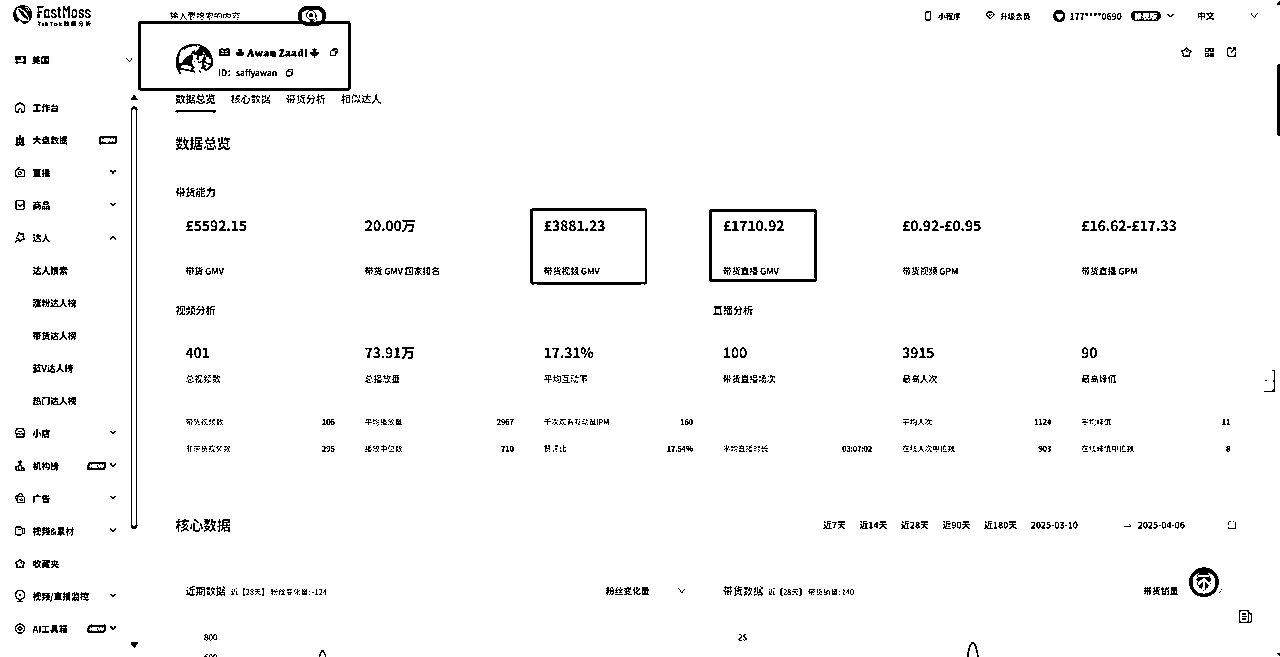 FastMoss
TikTok数据分析
输入要搜索的内容
小程序
升级会员
177****0690
中文
美国
Awan Zaadi
ID: saffyawan
工作台
大盘数据
NEW
直播
商品
达人
达人搜索
涨粉达人榜
带货达人榜
蓝V达人榜
热门达人榜
小店
机构榜
NEW
广告
视频&素材
收藏夹
视频/直播监控
AI工具箱
NEW
数据总览 核心数据 带货分析 相似达人
数据总览
带货能力
£5592.15 20.00万 £3881.23 £1710.92 £0.92-£0.95 £16.62-£17.33
带货 GMV 带货 GMV 国家排名 带货视频 GMV 带货直播 GMV 带货视频 GPM 带货直播 GPM
视频分析 直播分析
401 73.91万 17.31% 100 3915 90
总视频数 总播放量 平均互动率 带货直播场次 最高人次 最高峰值
带货视频数 106 平均播放量 2967 160 平均人次 1124 平均峰值 11
非带货视频数 295 播放中位数 710 17.54% 平均直播时长 03:07:02 在线人次中位数 903 在线峰值中位数 8
核心数据
近7天 近14天 近28天 近90天 近180天 2025-03-10 → 2025-04-06
近期数据 近【28天】粉丝变化量:-124 粉丝变化量 带货数据 近【28天】带货销量:240 带货销量
800 25
600